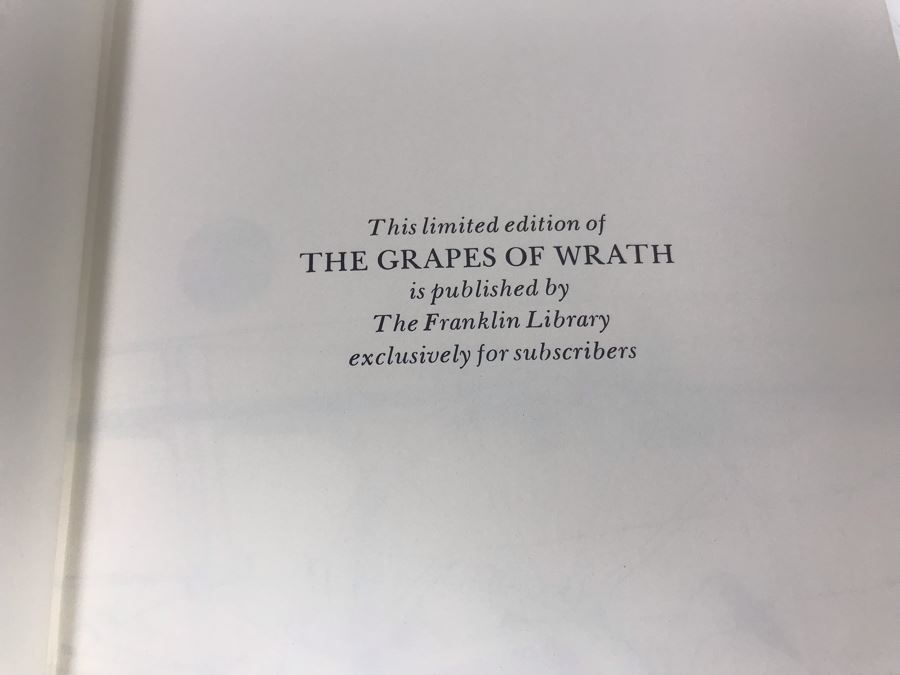 This limited edition of
THE GRAPES OF WRATH
is published by
The Franklin Library
exclusively for subscribers